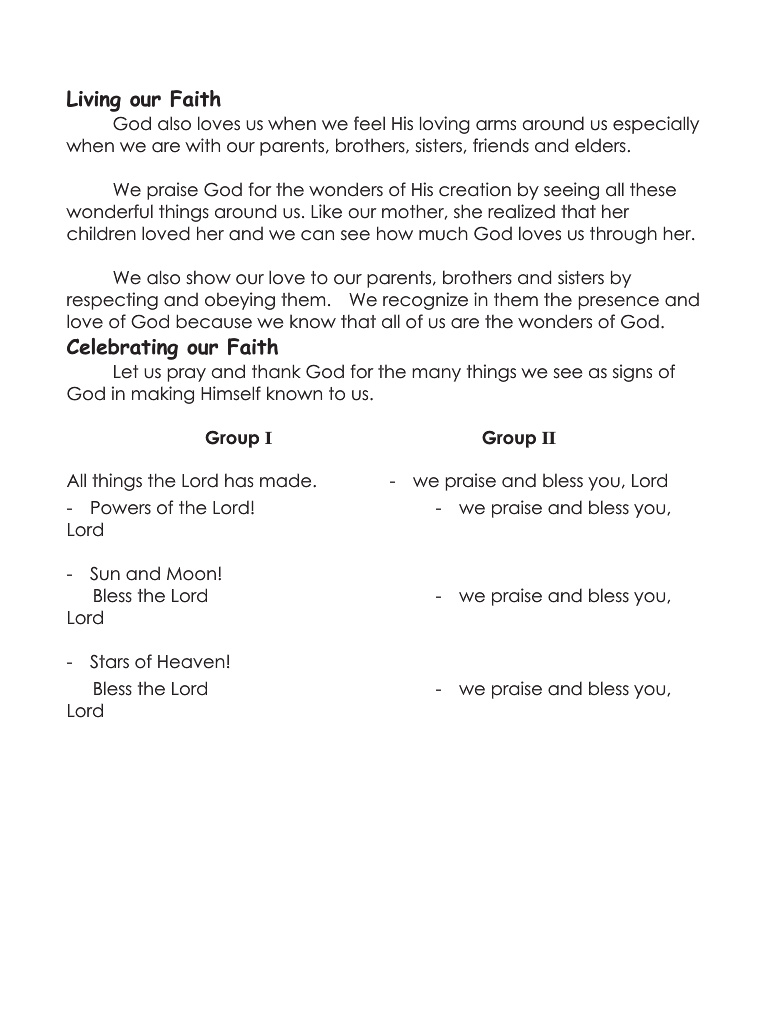 Living our Faith
God also loves us when we feel His loving arms around us especially
when we are with our parents, brothers, sisters, friends and elders.
We praise God for the wonders of His creation by seeing all these
wonderful things around us. Like our mother, she realized that her
children loved her and we can see how much God loves us through her.
We also show our love to our parents, brothers and sisters by
respecting and obeying them. We recognize in them the presence and
love of God because we know that all of us are the wonders of God.
Celebrating our Faith
Let us pray and thank God for the many things we see as signs of
God in making Himself known to us.
Group I Group II
All things the Lord has made. - we praise and bless you, Lord
- Powers of the Lord! - we praise and bless you,
Lord
- Sun and Moon!
Bless the Lord - we praise and bless you,
Lord
- Stars of Heaven!
Bless the Lord - we praise and bless you,
Lord